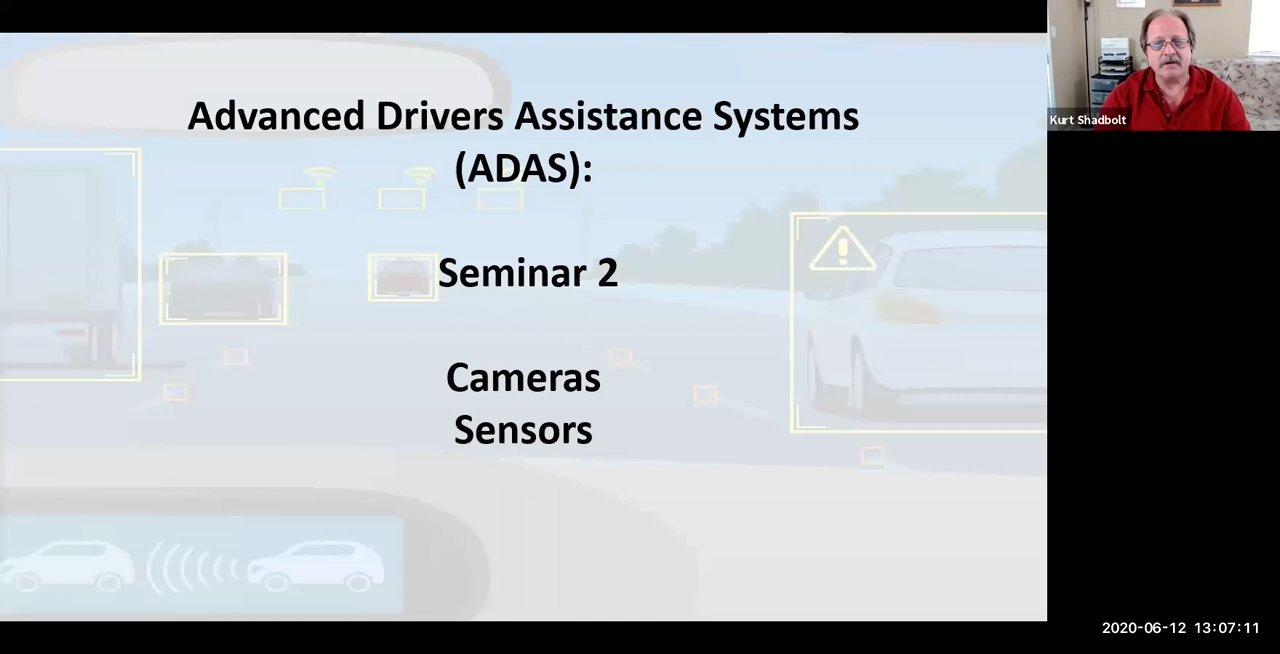 Advanced Drivers Assistance Systems
(ADAS):
Seminar 2
Cameras
Sensors
Kurt Shadbolt
2020-06-12 13:07:11